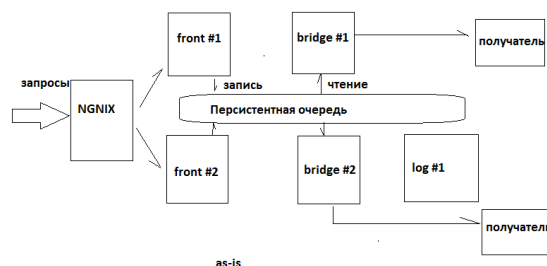 front #1
bridge #1
получатель
запросы
NGNIX
запись
чтение
Персистентная очередь
front #2
bridge #2
log #1
получатель
as-is